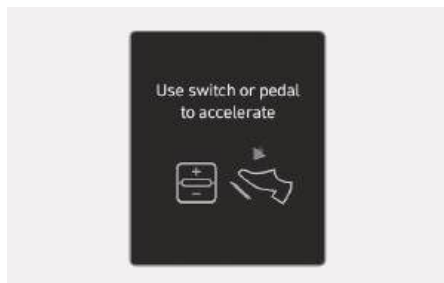 Use switch or pedal
to accelerate
+
−